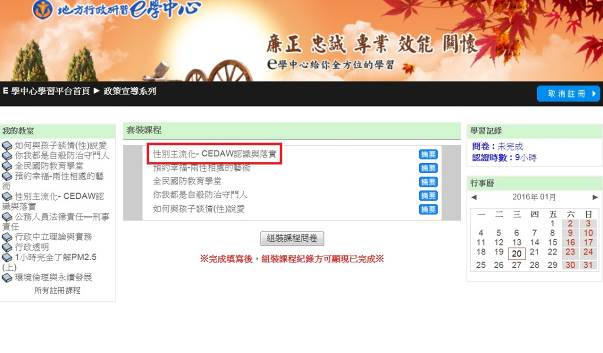 地方行政研習e學中心
廉正 忠誠 專業 效能 關懷
e學中心給你全方位的學習
E 學中心學習平台首頁 ► 政策宣導系列
取消註冊
我的教室
如何與孩子談情(性)說愛
你我都是自殺防治守門人
全民國防教育學堂
預約幸福-兩性相處的藝術
性別主流化- CEDAW認識與落實
公務人員法律責任—刑事責任
行政中立理論與實務
行政透明
1小時完全了解PM2.5(上)
環境倫理與永續發展
所有註冊課程
套裝課程
性別主流化- CEDAW認識與落實 摘要
預約幸福-兩性相處的藝術 摘要
全民國防教育學堂 摘要
你我都是自殺防治守門人 摘要
如何與孩子談情(性)說愛 摘要
組裝課程問卷
※完成填寫後，組裝課程紀錄方可顯現已完成※
學習記錄
問卷：未完成
認證時數：9小時
行事曆
◄ 2016年 01月 ►
一 二 三 四 五 六 日
1 2 3
4 5 6 7 8 9 10
11 12 13 14 15 16 17
18 19 20 21 22 23 24
25 26 27 28 29 30 31